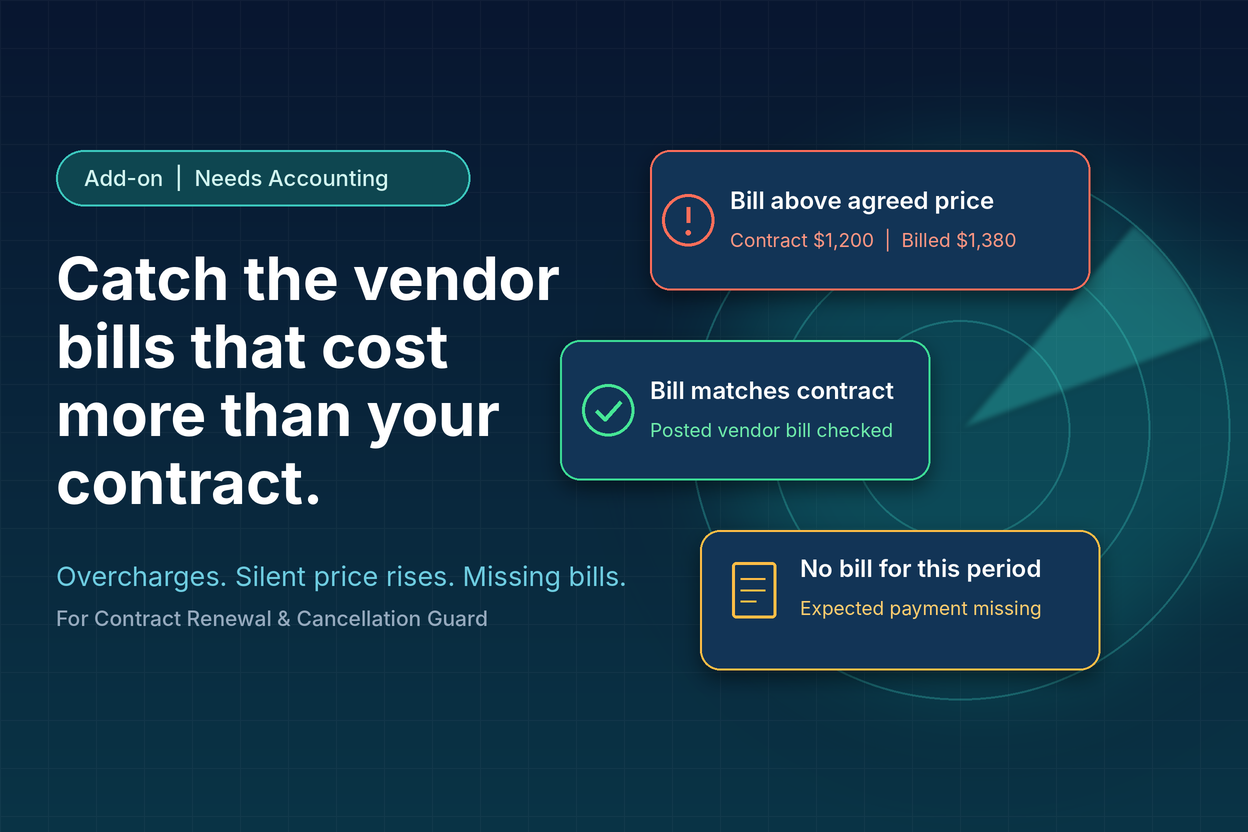 Add-on | Needs Accounting
Catch the vendor
bills that cost
more than your
contract.
Overcharges. Silent price rises. Missing bills.
For Contract Renewal & Cancellation Guard
Bill above agreed price
Contract $1,200 | Billed $1,380
Bill matches contract
Posted vendor bill checked
No bill for this period
Expected payment missing